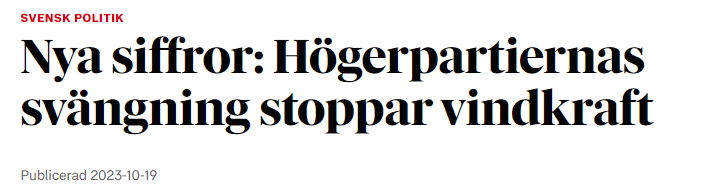 SVENSK POLITIK
Nya siffror: Högerpartiernas
svängning stoppar vindkraft
Publicerad 2023-10-19